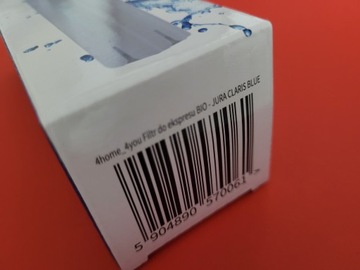 4home_4you Filtr do ekspresu BIO - JURA CLARIS BLUE
5 904890 570061 >